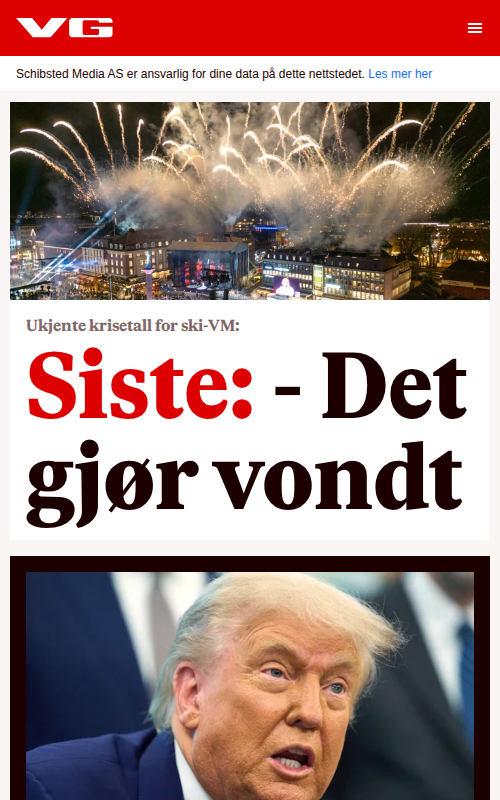 VG
Schibsted Media AS er ansvarlig for dine data på dette nettstedet. Les mer her
Ukjente krisetall for ski-VM:
Siste: - Det
gjør vondt